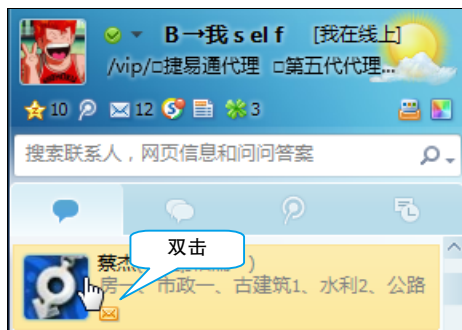 B→我 s el f [我在线上]
/vip/□捷易通代理 □第五代代理...
10 12 3
搜索联系人，网页信息和问问答案
双击
蔡杰( )
房一、市政一、古建筑1、水利2、公路